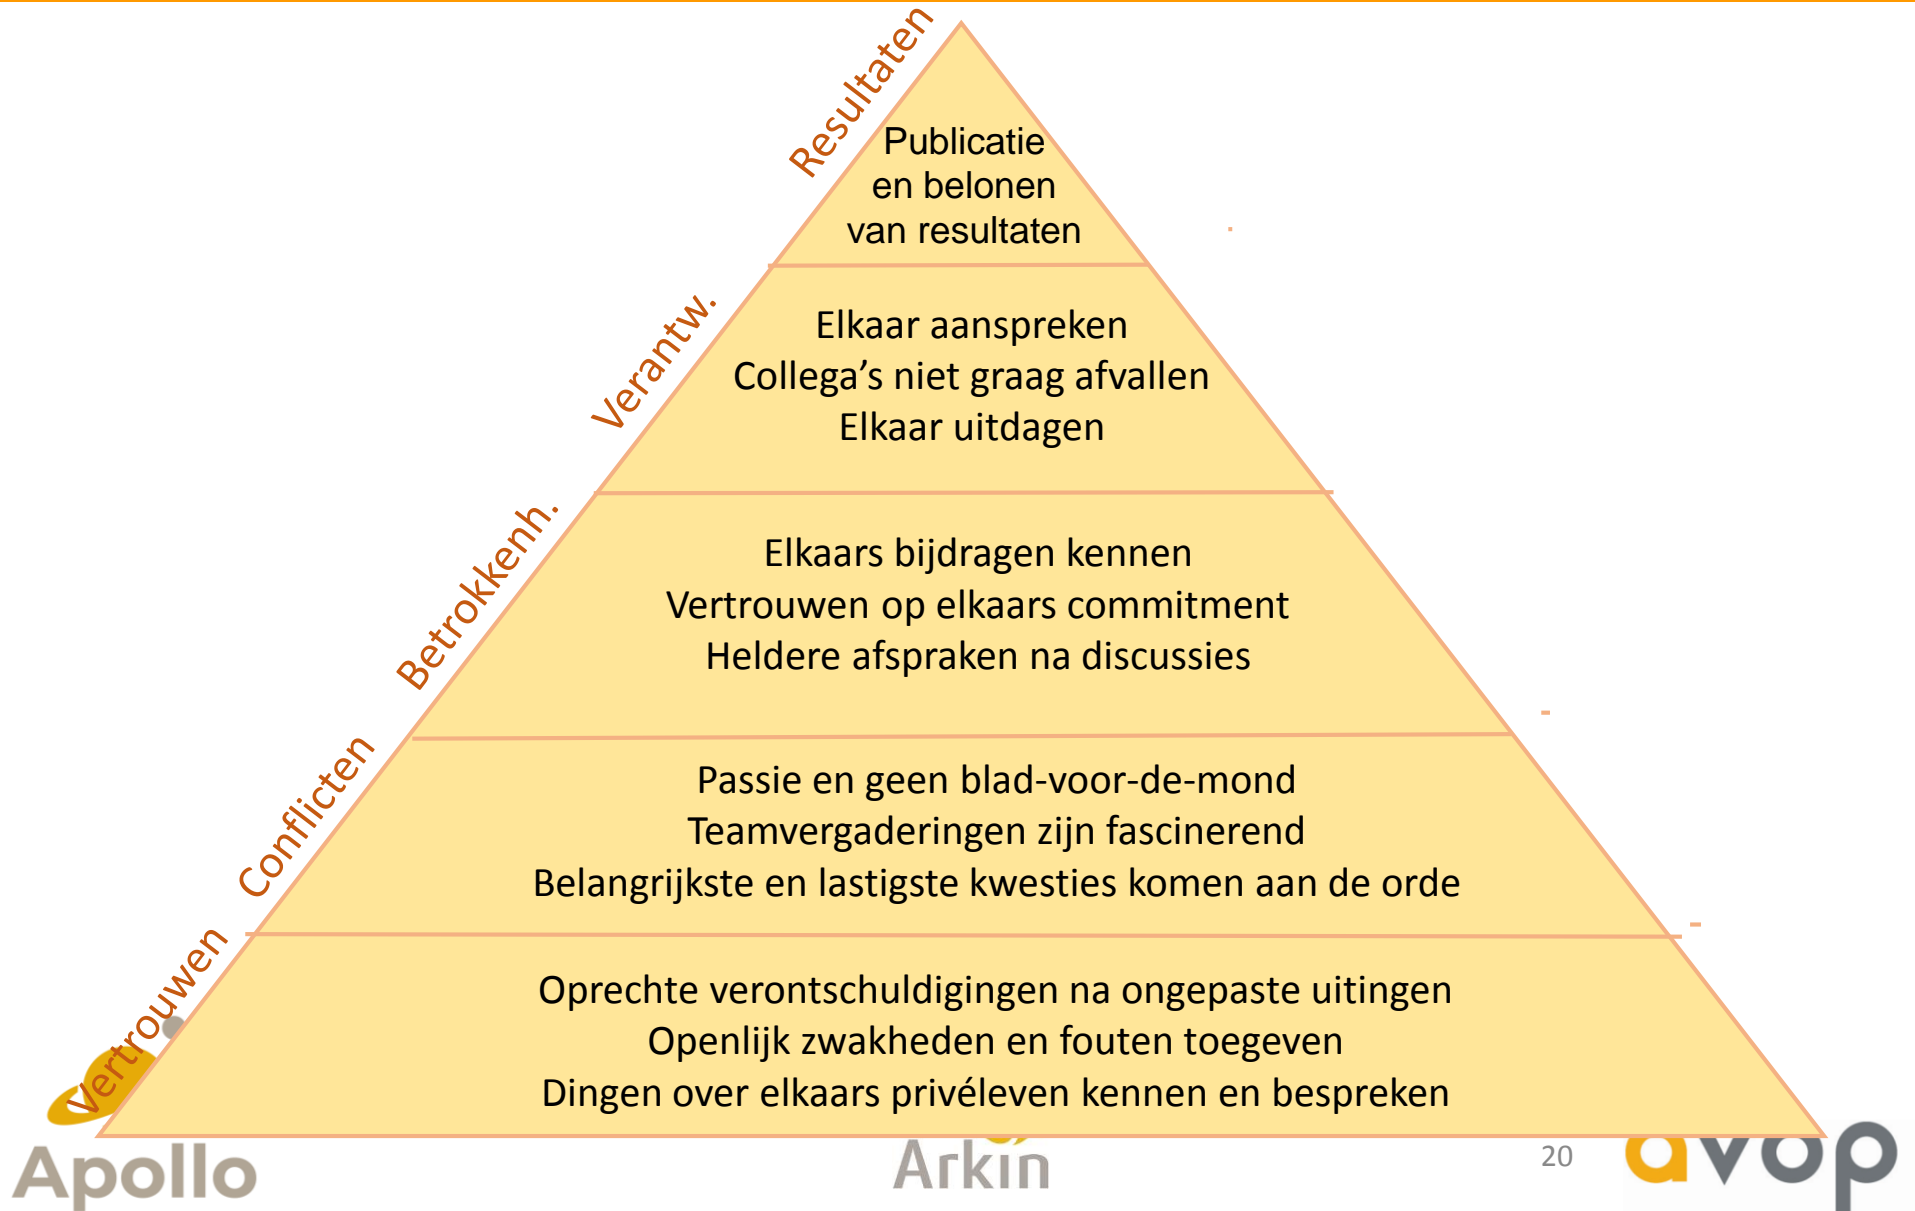 Resultaten
Publicatie
en belonen
van resultaten
Verantw.
Elkaar aanspreken
Collega's niet graag afvallen
Elkaar uitdagen
Betrokkenh.
Elkaars bijdragen kennen
Vertrouwen op elkaars commitment
Heldere afspraken na discussies
Conflicten
Passie en geen blad-voor-de-mond
Teamvergaderingen zijn fascinerend
Belangrijkste en lastigste kwesties komen aan de orde
Vertrouwen
Oprechte verontschuldigingen na ongepaste uitingen
Openlijk zwakheden en fouten toegeven
Dingen over elkaars privéleven kennen en bespreken
Apollo
Arkin
20
avop